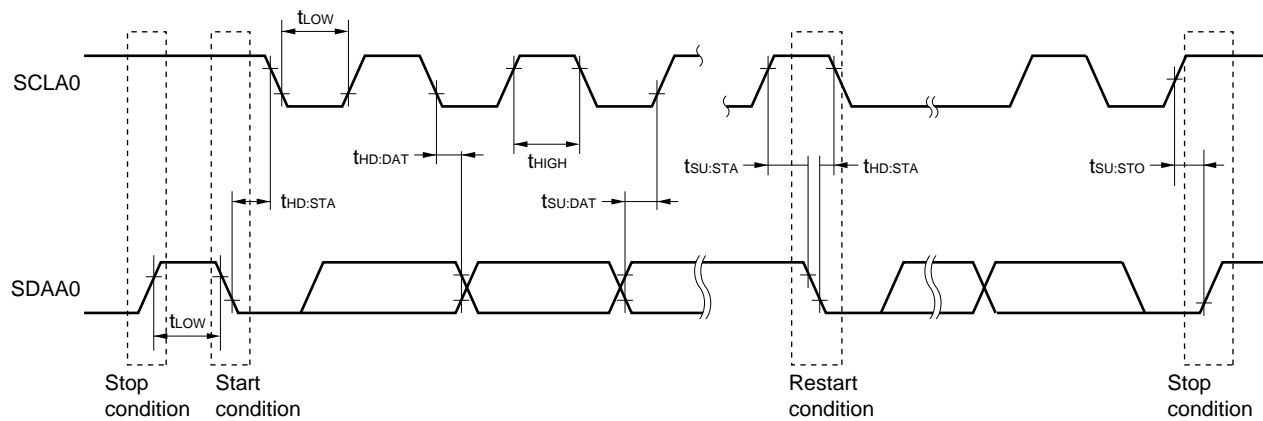 tLOW
SCLA0
tHD:DAT
tHIGH
tSU:STA
tHD:STA
tSU:STO
tHD:STA
tSU:DAT
SDAA0
tLOW
Stop
condition
Start
condition
Restart
condition
Stop
condition